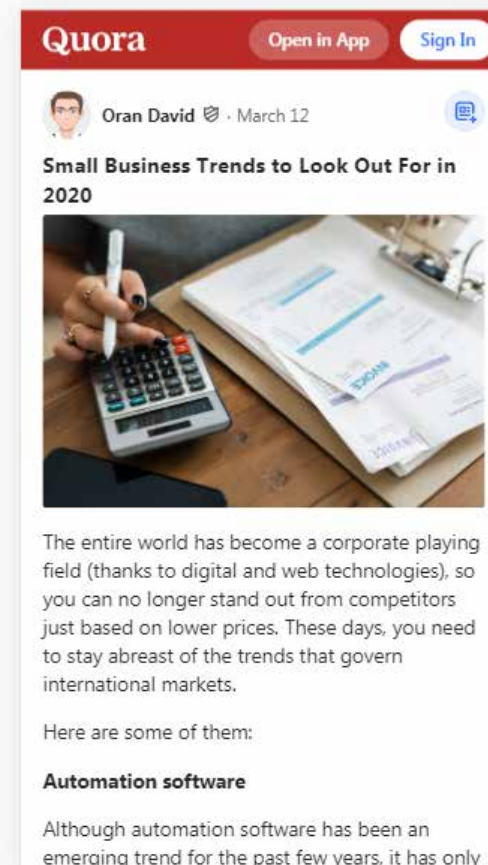 Quora
Open in App
Sign In
Oran David · March 12
Small Business Trends to Look Out For in
2020
INVOICE
INVOICE
The entire world has become a corporate playing
field (thanks to digital and web technologies), so
you can no longer stand out from competitors
just based on lower prices. These days, you need
to stay abreast of the trends that govern
international markets.
Here are some of them:
Automation software
Although automation software has been an
emerging trend for the past few years, it has only